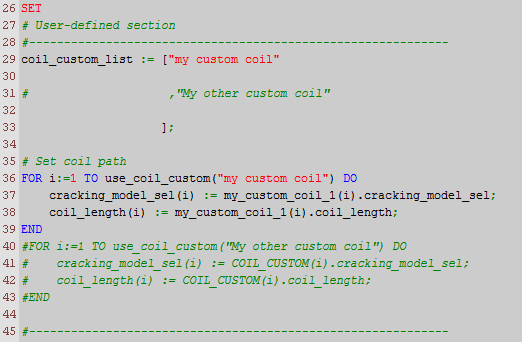 26 SET
27 # User-defined section
28 #------------------------------------------------------------
29 coil_custom_list := ["my custom coil"
30
31 #                    ,"My other custom coil"
32
33                     ];
34
35 # Set coil path
36 FOR i:=1 TO use_coil_custom("my custom coil") DO
37     cracking_model_sel(i) := my_custom_coil_1(i).cracking_model_sel;
38     coil_length(i) := my_custom_coil_1(i).coil_length;
39 END
40 #FOR i:=1 TO use_coil_custom("My other custom coil") DO
41 #    cracking_model_sel(i) := COIL_CUSTOM(i).cracking_model_sel;
42 #    coil_length(i) := COIL_CUSTOM(i).coil_length;
43 #END
44
45 #------------------------------------------------------------